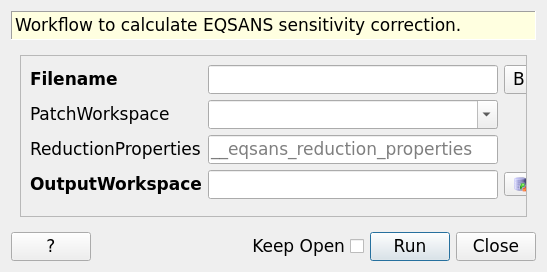 Workflow to calculate EQSANS sensitivity correction.
Filename B
PatchWorkspace
ReductionProperties __eqsans_reduction_properties
OutputWorkspace
? Keep Open Run Close